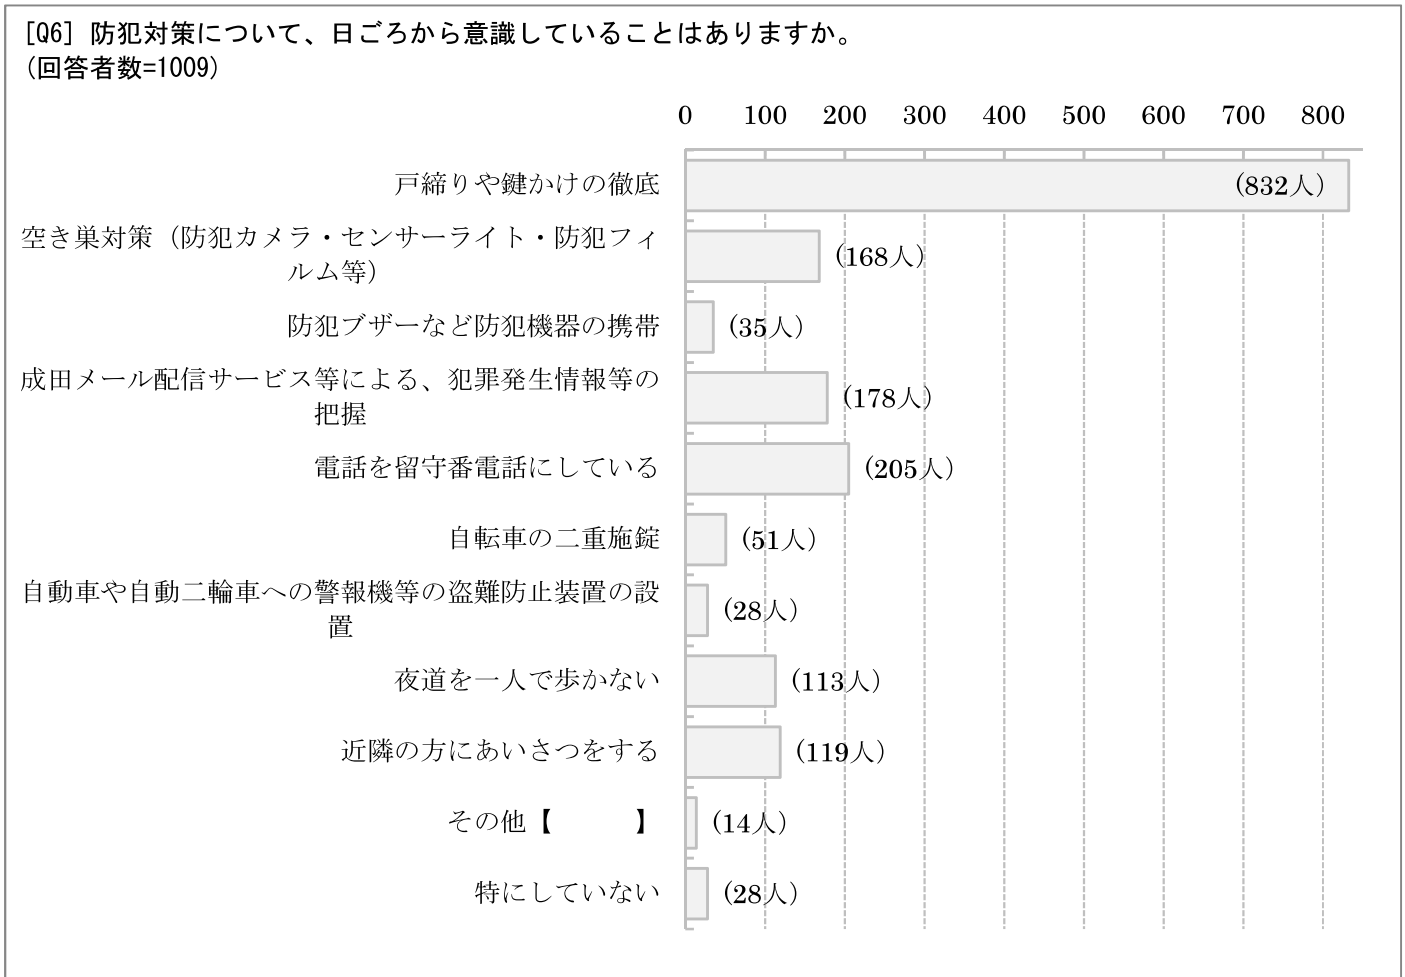 [Q6] 防犯対策について、日ごろから意識していることはありますか。
(回答者数=1009)
0 100 200 300 400 500 600 700 800
戸締りや鍵かけの徹底 (832人)
空き巣対策（防犯カメラ・センサーライト・防犯フィ
ルム等） (168人)
防犯ブザーなど防犯機器の携帯 (35人)
成田メール配信サービス等による、犯罪発生情報等の
把握 (178人)
電話を留守番電話にしている (205人)
自転車の二重施錠 (51人)
自動車や自動二輪車への警報機等の盗難防止装置の設
置 (28人)
夜道を一人で歩かない (113人)
近隣の方にあいさつをする (119人)
その他【　　　】 (14人)
特にしていない (28人)